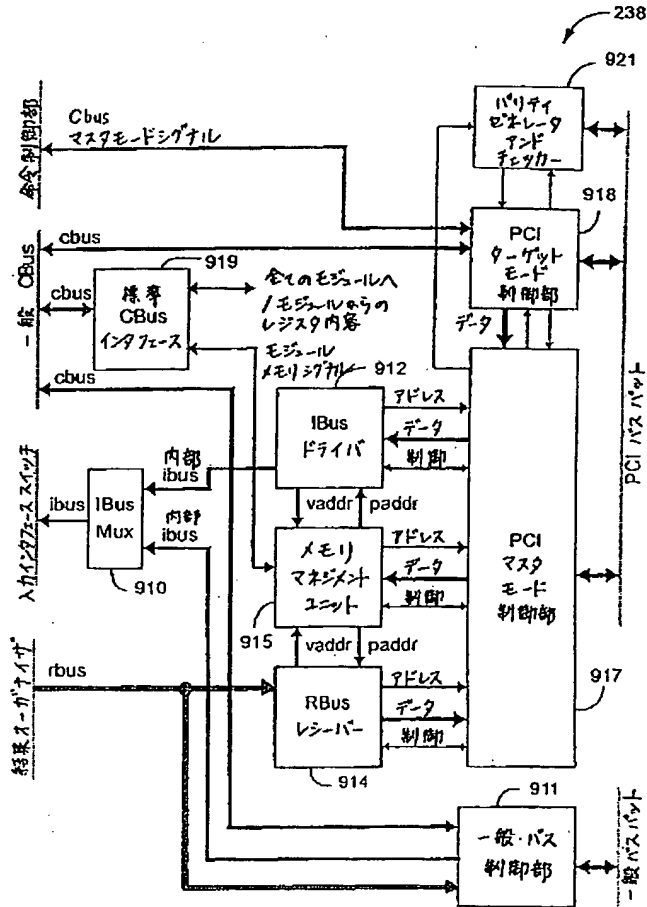 238
921
パリティ
ゼネレータ
アンド
チェッカー
Cbus
マスタモードシグナル
命令制御部
918
PCI
ターゲット
モード
制御部
cbus
919
一般 CBus
cbus
標準
CBus
インタフェース
全てのモジュールへ
/モジュールからの
レジスタ内容
データ
モジュール
メモリシグナル
912
cbus
IBus
ドライバ
アドレス
データ
制御
PCIバスパット
入力インタフェーススイッチ
内部
ibus
ibus
IBus
Mux
910
内部
ibus
vaddr
paddr
メモリ
マネジメント
ユニット
915
アドレス
データ
制御
PCI
マスタ
モード
制御部
vaddr
paddr
917
結果オーガナイザ
rbus
RBus
レシーバー
914
アドレス
データ
制御
911
一般・バス
制御部
一般バスパット